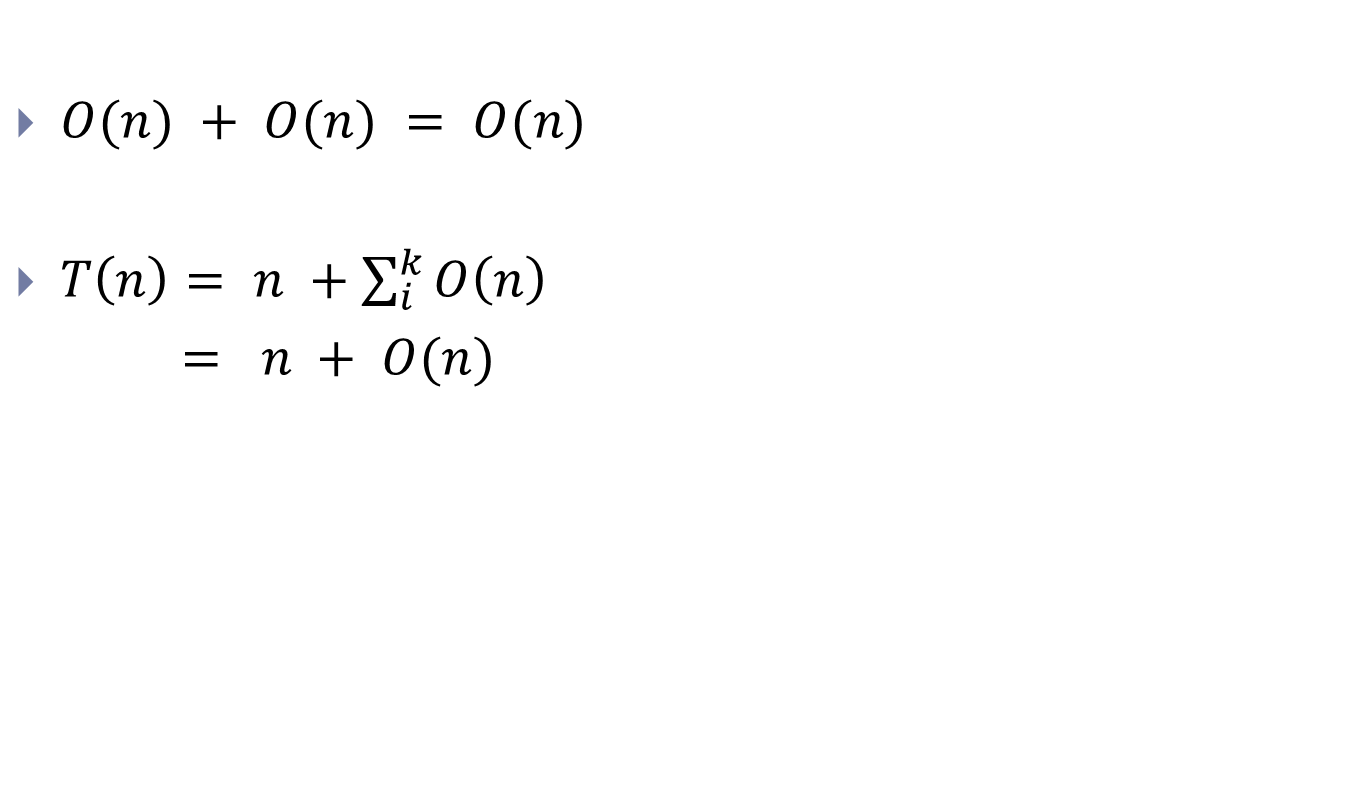 O(n) + O(n) = O(n)
T(n) = n + ∑ᵢᵏ O(n)
= n + O(n)